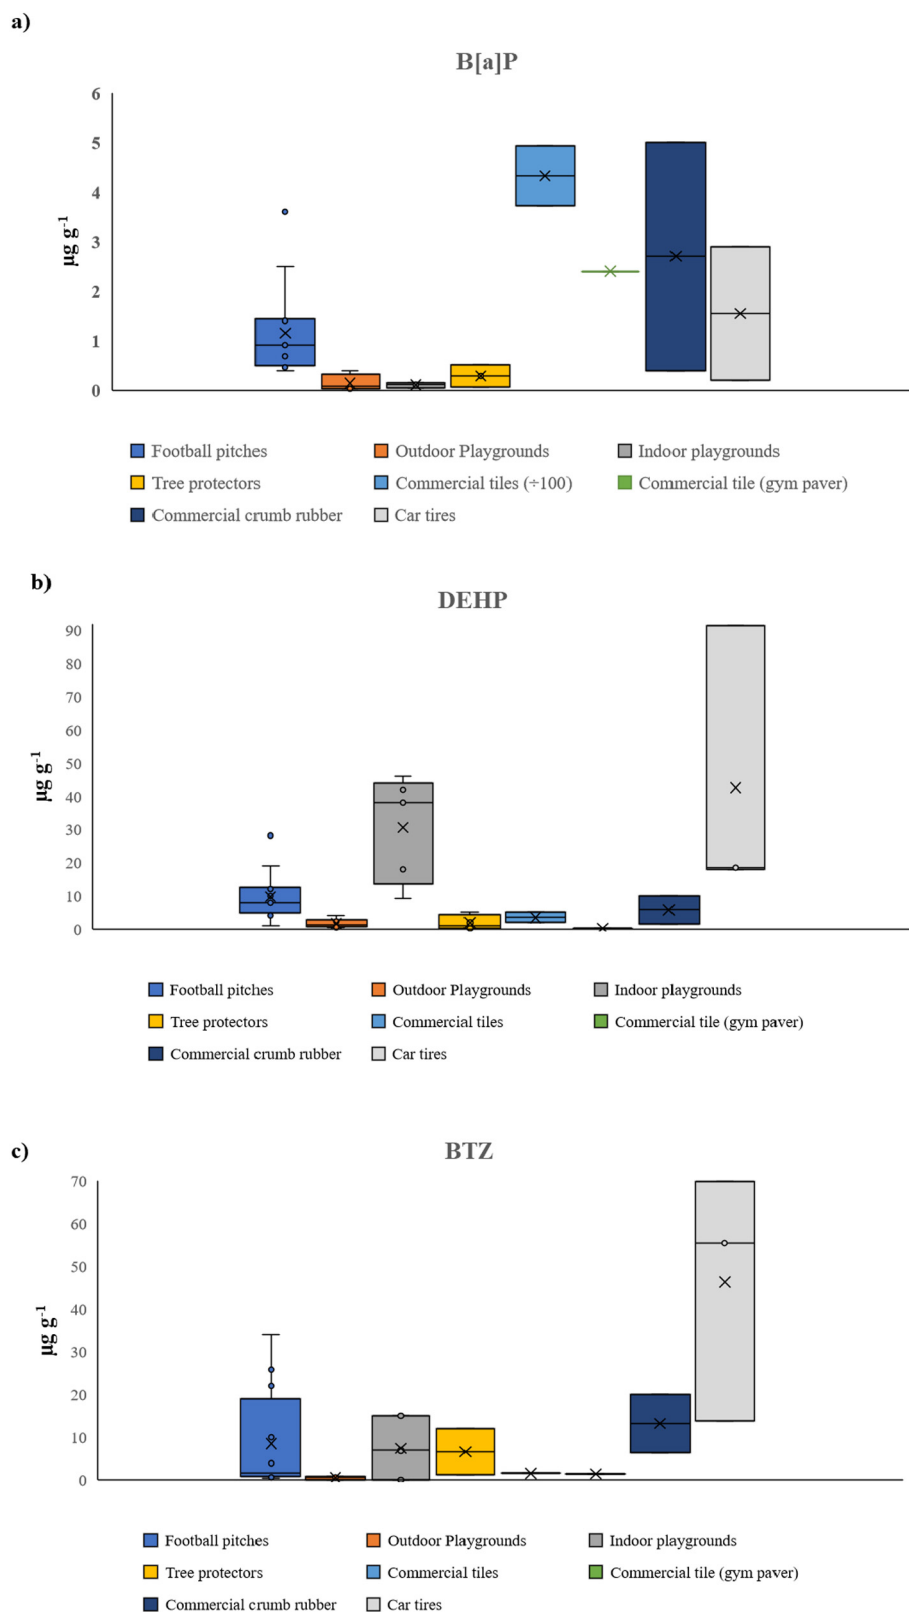 a)
B[a]P
6
5
4
3
2
1
0
µg g-1
Football pitches
Outdoor Playgrounds
Indoor playgrounds
Tree protectors
Commercial tiles (÷100)
Commercial tile (gym paver)
Commercial crumb rubber
Car tires
b)
DEHP
90
80
70
60
50
40
30
20
10
0
µg g-1
Football pitches
Outdoor Playgrounds
Indoor playgrounds
Tree protectors
Commercial tiles
Commercial tile (gym paver)
Commercial crumb rubber
Car tires
c)
BTZ
70
60
50
40
30
20
10
0
µg g-1
Football pitches
Outdoor Playgrounds
Indoor playgrounds
Tree protectors
Commercial tiles
Commercial tile (gym paver)
Commercial crumb rubber
Car tires